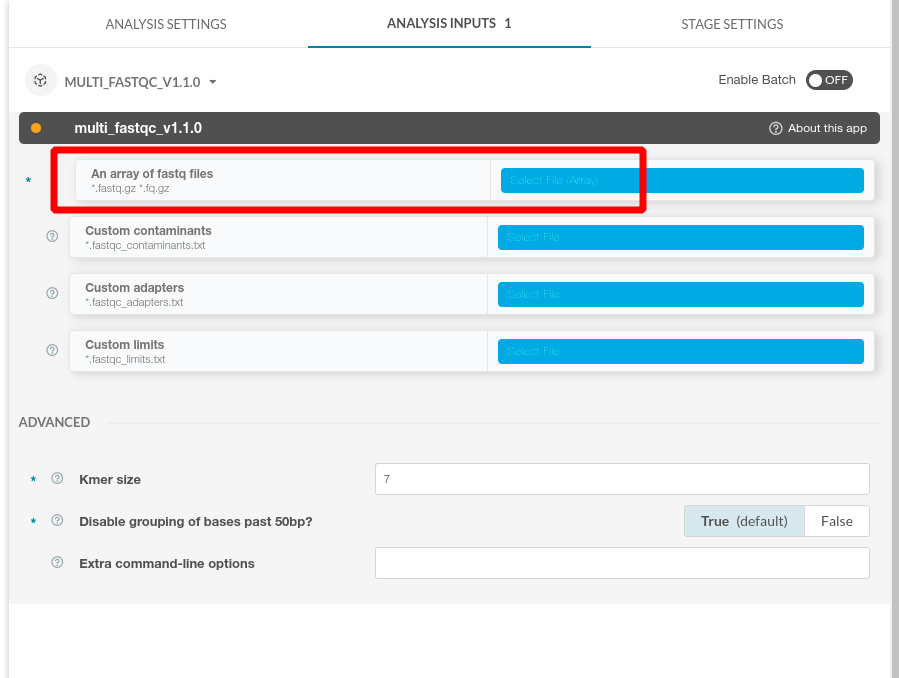 ANALYSIS SETTINGS
ANALYSIS INPUTS 1
STAGE SETTINGS
MULTI_FASTQC_V1.1.0
Enable Batch OFF
multi_fastqc_v1.1.0
About this app
* An array of fastq files
*.fastq.gz *.fq.gz
Select File (Array)
Custom contaminants
*.fastqc_contaminants.txt
Select File
Custom adapters
*.fastqc_adapters.txt
Select File
Custom limits
*.fastqc_limits.txt
Select File
ADVANCED
* Kmer size 7
* Disable grouping of bases past 50bp? True (default) False
Extra command-line options